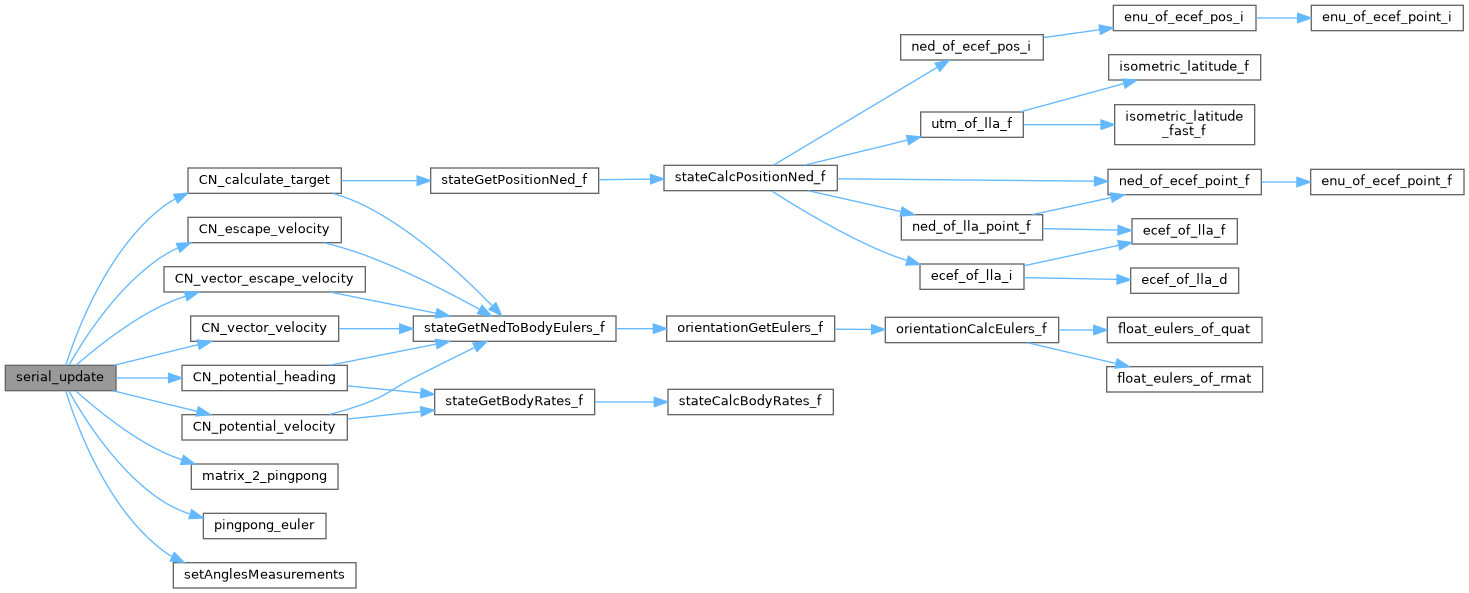 serial_update
CN_calculate_target
CN_escape_velocity
CN_vector_escape_velocity
CN_vector_velocity
CN_potential_heading
CN_potential_velocity
matrix_2_pingpong
pingpong_euler
setAnglesMeasurements
stateGetPositionNed_f
stateGetNedToBodyEulers_f
stateGetBodyRates_f
stateCalcPositionNed_f
orientationGetEulers_f
stateCalcBodyRates_f
ned_of_ecef_pos_i
utm_of_lla_f
ned_of_lla_point_f
ecef_of_lla_i
orientationCalcEulers_f
enu_of_ecef_pos_i
isometric_latitude_f
isometric_latitude
_fast_f
ned_of_ecef_point_f
ecef_of_lla_f
ecef_of_lla_d
float_eulers_of_quat
float_eulers_of_rmat
enu_of_ecef_point_i
enu_of_ecef_point_f